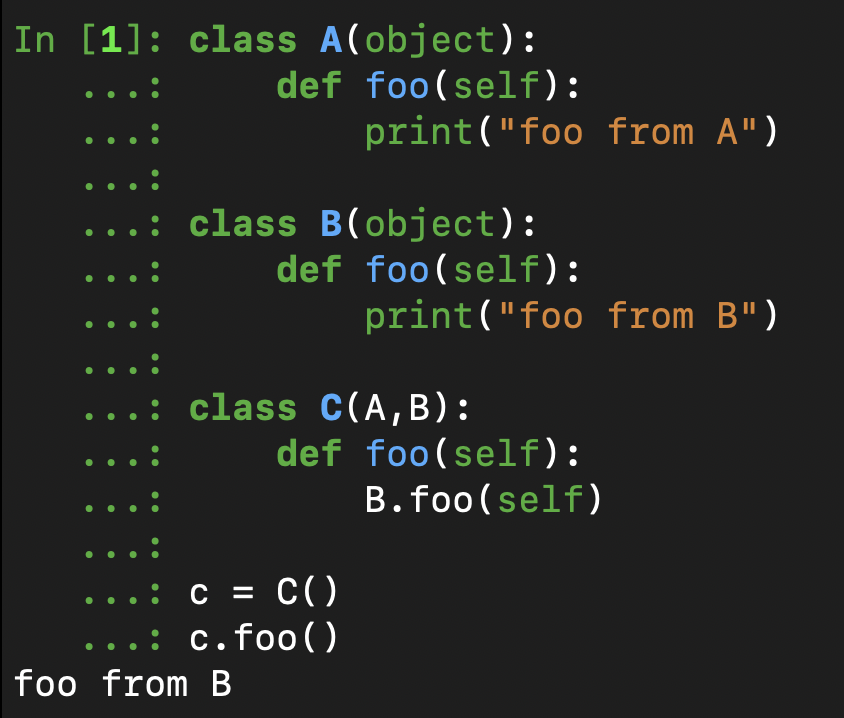 In [1]: class A(object):
   ...:     def foo(self):
   ...:         print("foo from A")
   ...:
   ...: class B(object):
   ...:     def foo(self):
   ...:         print("foo from B")
   ...:
   ...: class C(A,B):
   ...:     def foo(self):
   ...:         B.foo(self)
   ...:
   ...: c = C()
   ...: c.foo()
foo from B